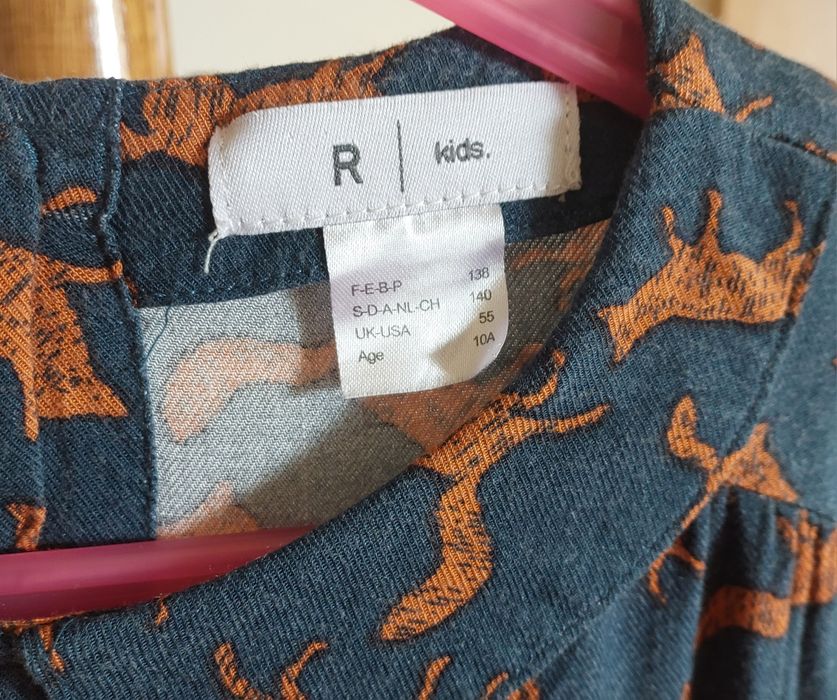 R | kids.
F-E-B-P 138
S-D-A-NL-CH 140
UK-USA 55
Age 10A